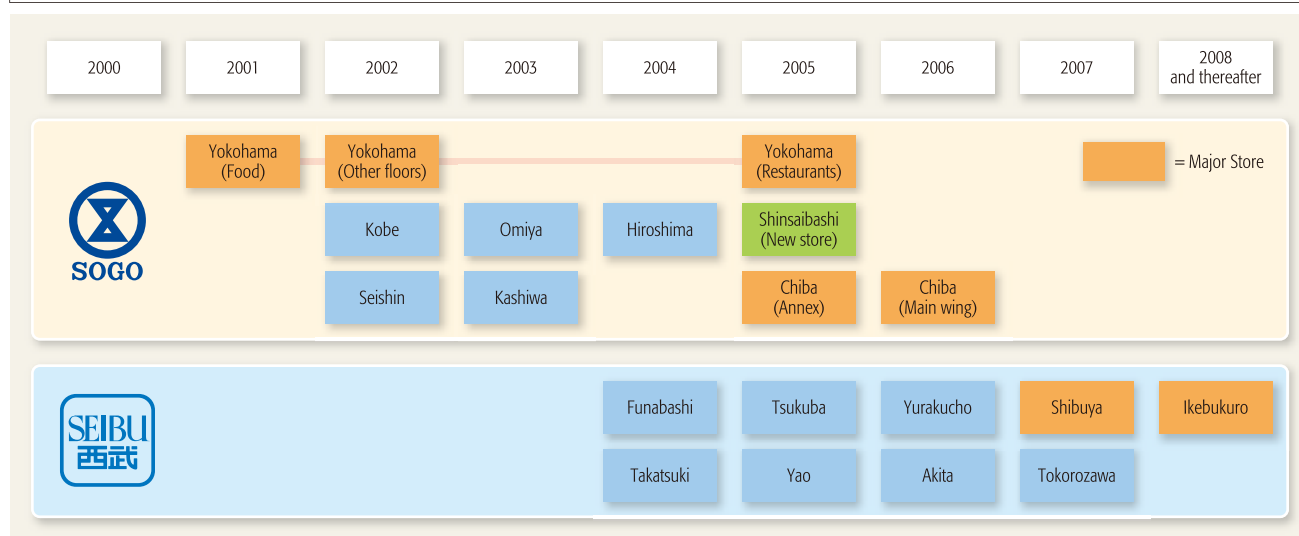 2000
2001
2002
2003
2004
2005
2006
2007
2008
and thereafter
Yokohama
(Food)
Yokohama
(Other floors)
Yokohama
(Restaurants)
= Major Store
SOGO
Kobe
Omiya
Hiroshima
Shinsaibashi
(New store)
Seishin
Kashiwa
Chiba
(Annex)
Chiba
(Main wing)
SEIBU
西武
Funabashi
Tsukuba
Yurakucho
Shibuya
Ikebukuro
Takatsuki
Yao
Akita
Tokorozawa